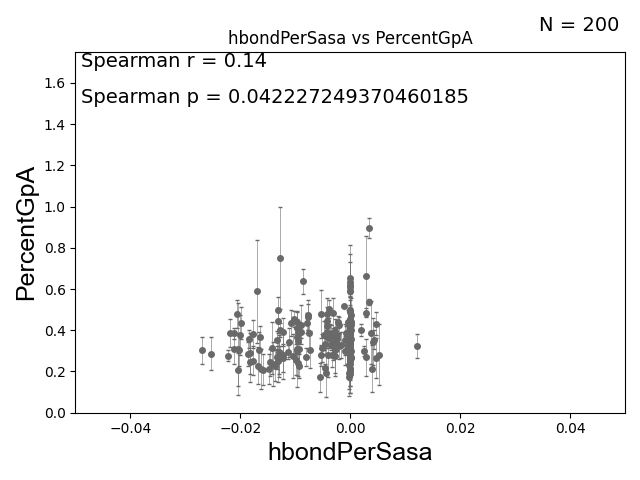 N = 200
hbondPerSasa vs PercentGpA
Spearman r = 0.14
Spearman p = 0.042227249370460185
PercentGpA
1.6
1.4
1.2
1.0
0.8
0.6
0.4
0.2
0.0
−0.04 −0.02 0.00 0.02 0.04
hbondPerSasa